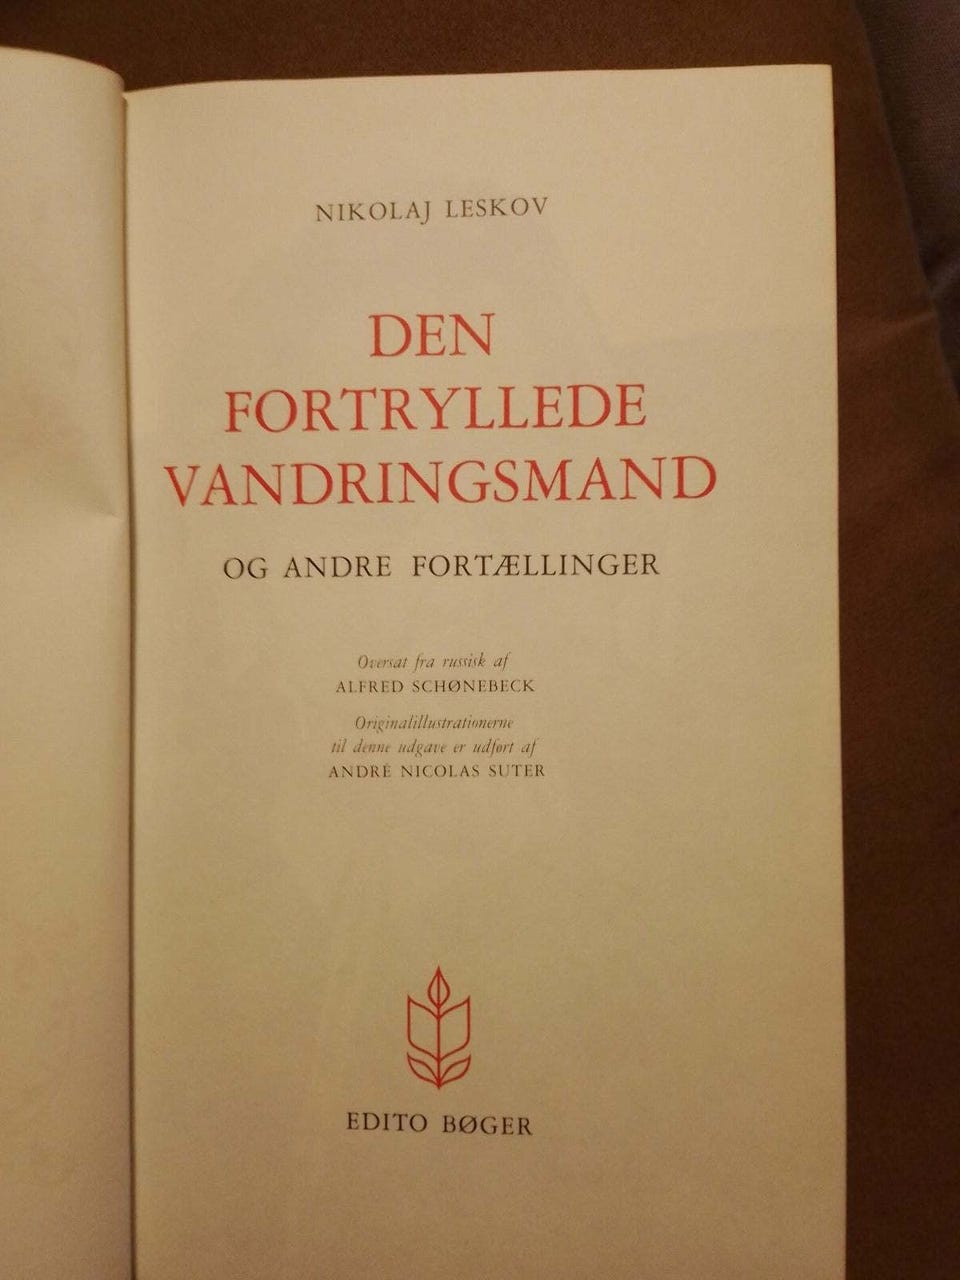 NIKOLAJ LESKOV
DEN
FORTRYLLEDE
VANDRINGSMAND
OG ANDRE FORTÆLLINGER
Oversat fra russisk af
ALFRED SCHØNEBECK
Originalillustrationerne
til denne udgave er udført af
ANDRÉ NICOLAS SUTER
EDITO BØGER